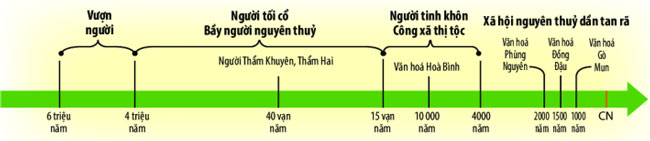 Vượn
người
Người tối cổ
Bầy người nguyên thuỷ
Người tinh khôn
Công xã thị tộc
Xã hội nguyên thuỷ dần tan rã
Người Thẩm Khuyên, Thẩm Hai
Văn hoá Hoà Bình
Văn hoá
Phùng
Nguyên
Văn hoá
Đồng
Đậu
Văn hoá
Gò
Mun
6 triệu
năm
4 triệu
năm
40 vạn
năm
15 vạn
năm
10 000
năm
4000
năm
2000
năm
1500
năm
1000
năm
CN